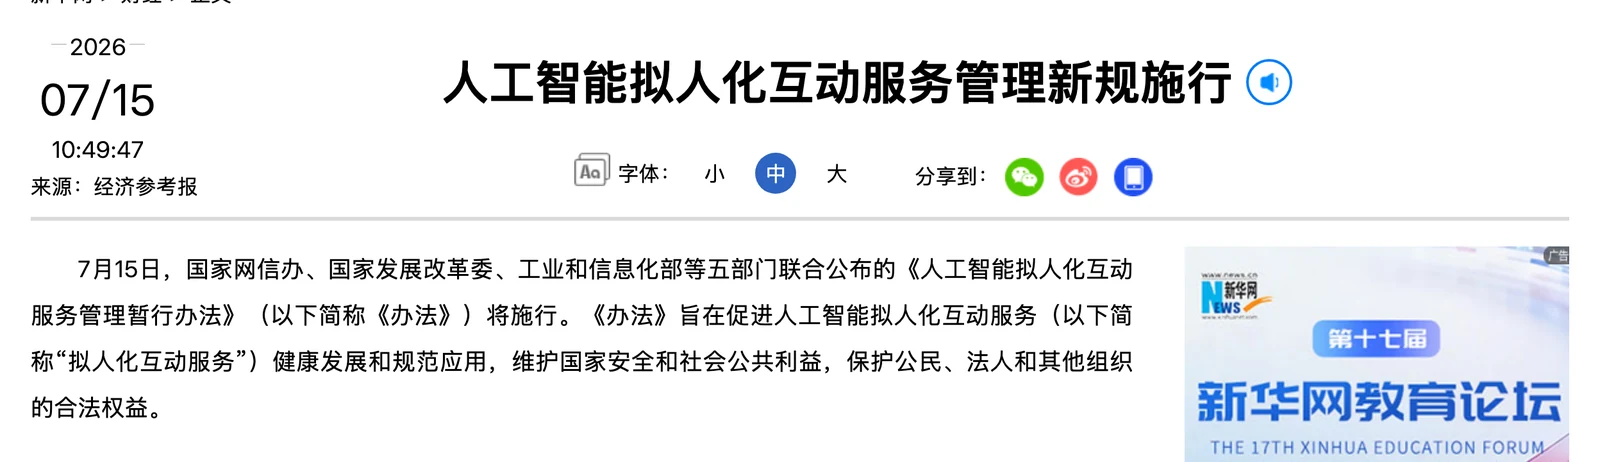 2026
07/15
10:49:47
来源：经济参考报
人工智能拟人化互动服务管理新规施行
Aa 字体： 小 中 大 分享到：
7月15日，国家网信办、国家发展改革委、工业和信息化部等五部门联合公布的《人工智能拟人化互动
服务管理暂行办法》（以下简称《办法》）将施行。《办法》旨在促进人工智能拟人化互动服务（以下简
称“拟人化互动服务”）健康发展和规范应用，维护国家安全和社会公共利益，保护公民、法人和其他组织
的合法权益。
广告
www.news.cn
新华网
NEWS
www.xinhuanet.com
第十七届
新华网教育论坛
THE 17TH XINHUA EDUCATION FORUM